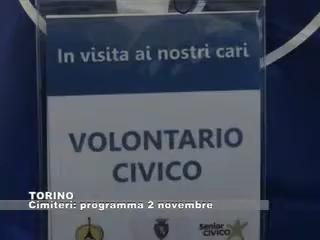 In visita ai nostri cari
VOLONTARIO
CIVICO
TORINO
Cimiteri: programma 2 novembre
Senior
CIVICO